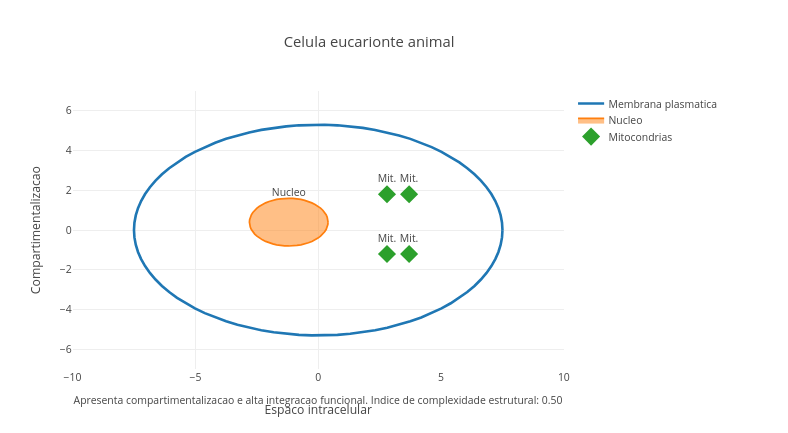 Celula eucarionte animal
Membrana plasmatica
Nucleo
Mitocondrias
Compartimentalizacao
6
4
2
0
−2
−4
−6
Mit. Mit.
Nucleo
Mit. Mit.
−10 −5 0 5 10
Apresenta compartimentalizacao e alta integracao funcional. Indice de complexidade estrutural: 0.50
Espaco intracelular